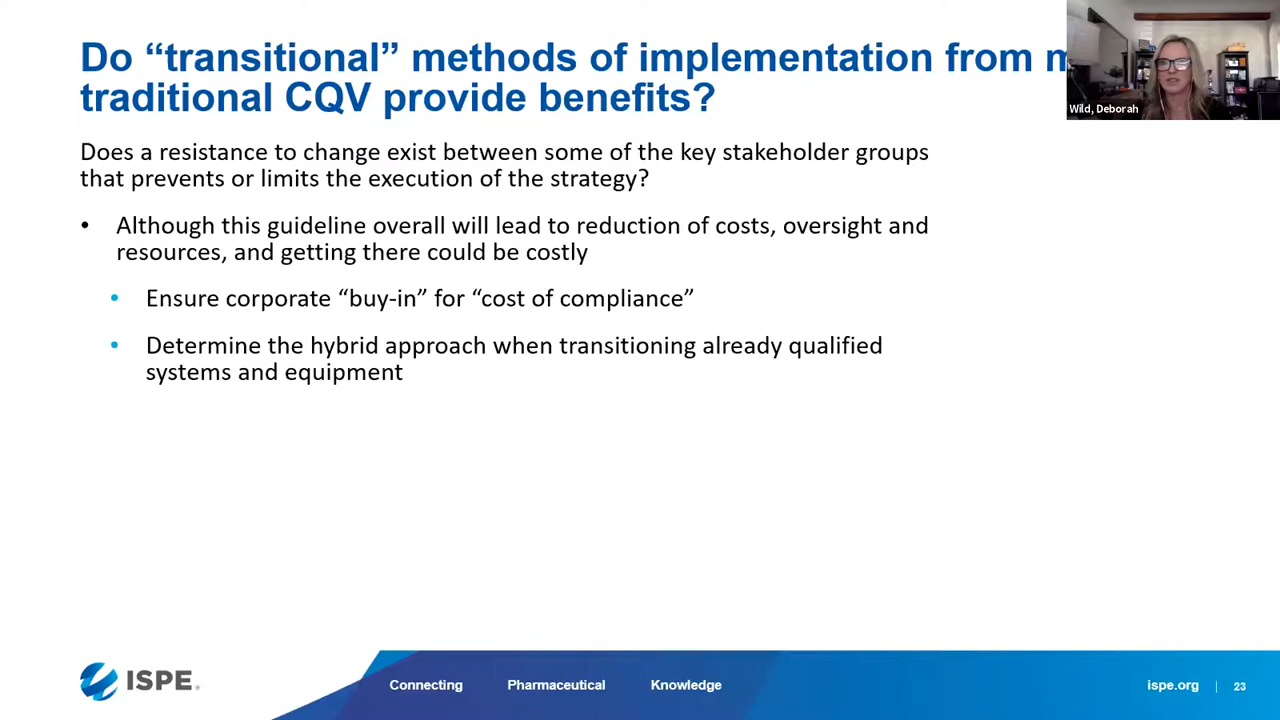 Do “transitional” methods of implementation from
traditional CQV provide benefits?
Wild, Deborah
Does a resistance to change exist between some of the key stakeholder groups
that prevents or limits the execution of the strategy?
• Although this guideline overall will lead to reduction of costs, oversight and
resources, and getting there could be costly
• Ensure corporate “buy-in” for “cost of compliance”
• Determine the hybrid approach when transitioning already qualified
systems and equipment
ISPE®
Connecting Pharmaceutical Knowledge
ispe.org | 23